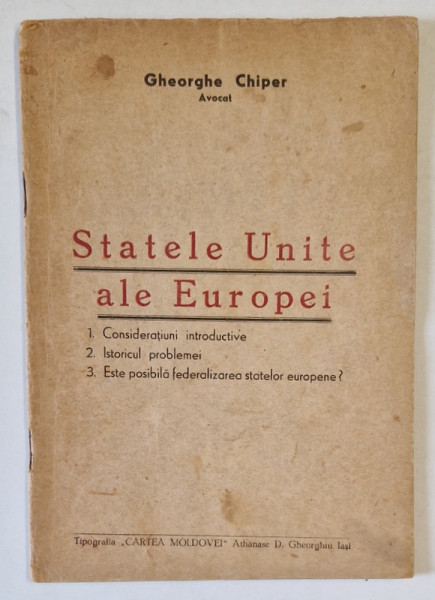 Gheorghe Chiper
Avocat
Statele Unite
ale Europei
1. Considerațiuni introductive
2. Istoricul problemei
3. Este posibilă federalizarea statelor europene?
Tipografia „CARTEA MOLDOVEI" Athanase D. Gheorghiu Iași